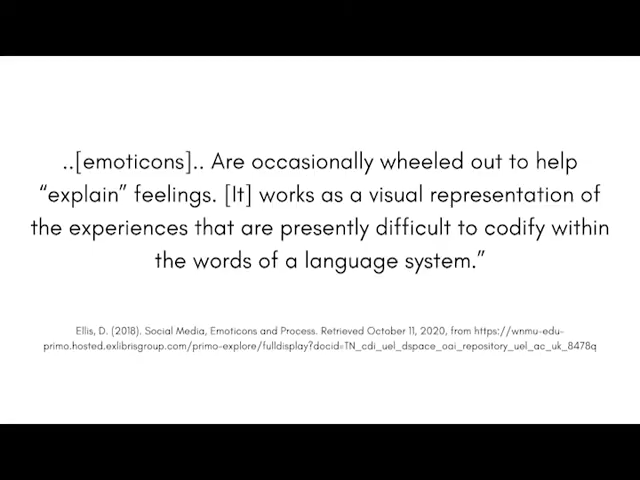 ..[emoticons].. Are occasionally wheeled out to help
“explain” feelings. [It] works as a visual representation of
the experiences that are presently difficult to codify within
the words of a language system.”
Ellis, D. (2018). Social Media, Emoticons and Process. Retrieved October 11, 2020, from https://wnmu-edu-
primo.hosted.exlibrisgroup.com/primo-explore/fulldisplay?docid=TN_cdi_uel_dspace_oai_repository_uel_ac_uk_8478q